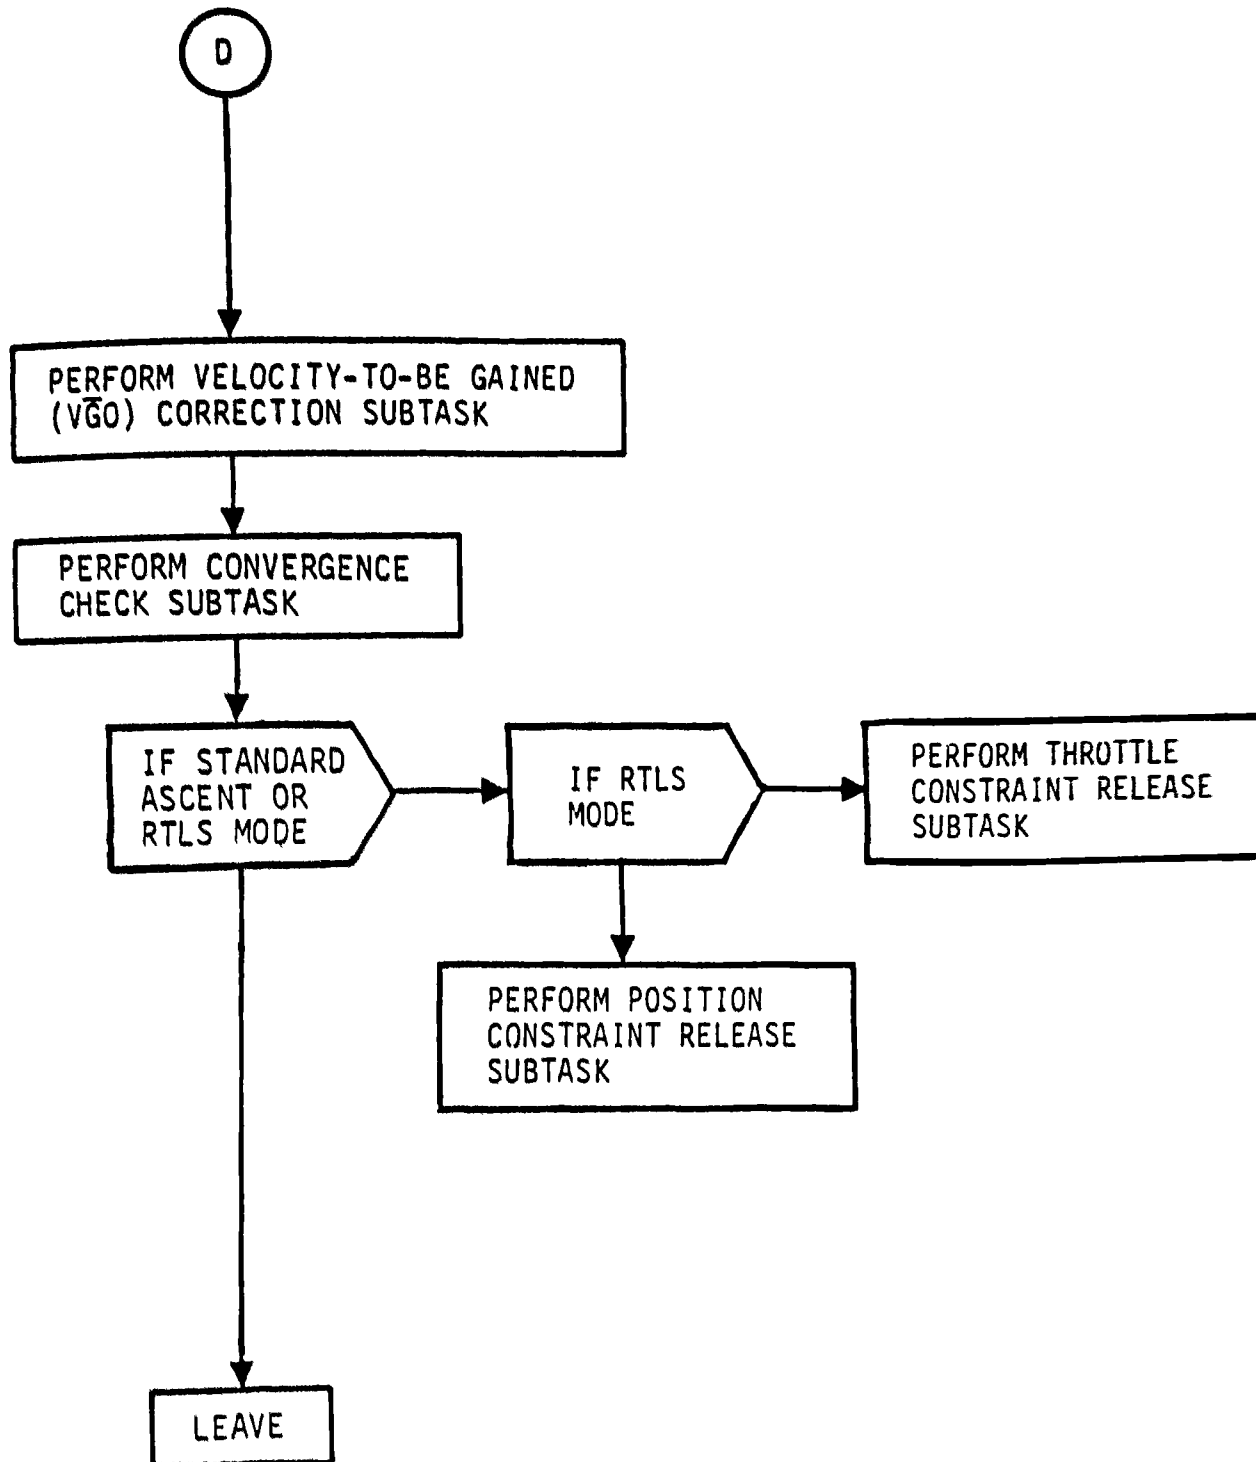 D
PERFORM VELOCITY-TO-BE GAINED
(VG̅O) CORRECTION SUBTASK
PERFORM CONVERGENCE
CHECK SUBTASK
IF STANDARD
ASCENT OR
RTLS MODE
IF RTLS
MODE
PERFORM THROTTLE
CONSTRAINT RELEASE
SUBTASK
PERFORM POSITION
CONSTRAINT RELEASE
SUBTASK
LEAVE